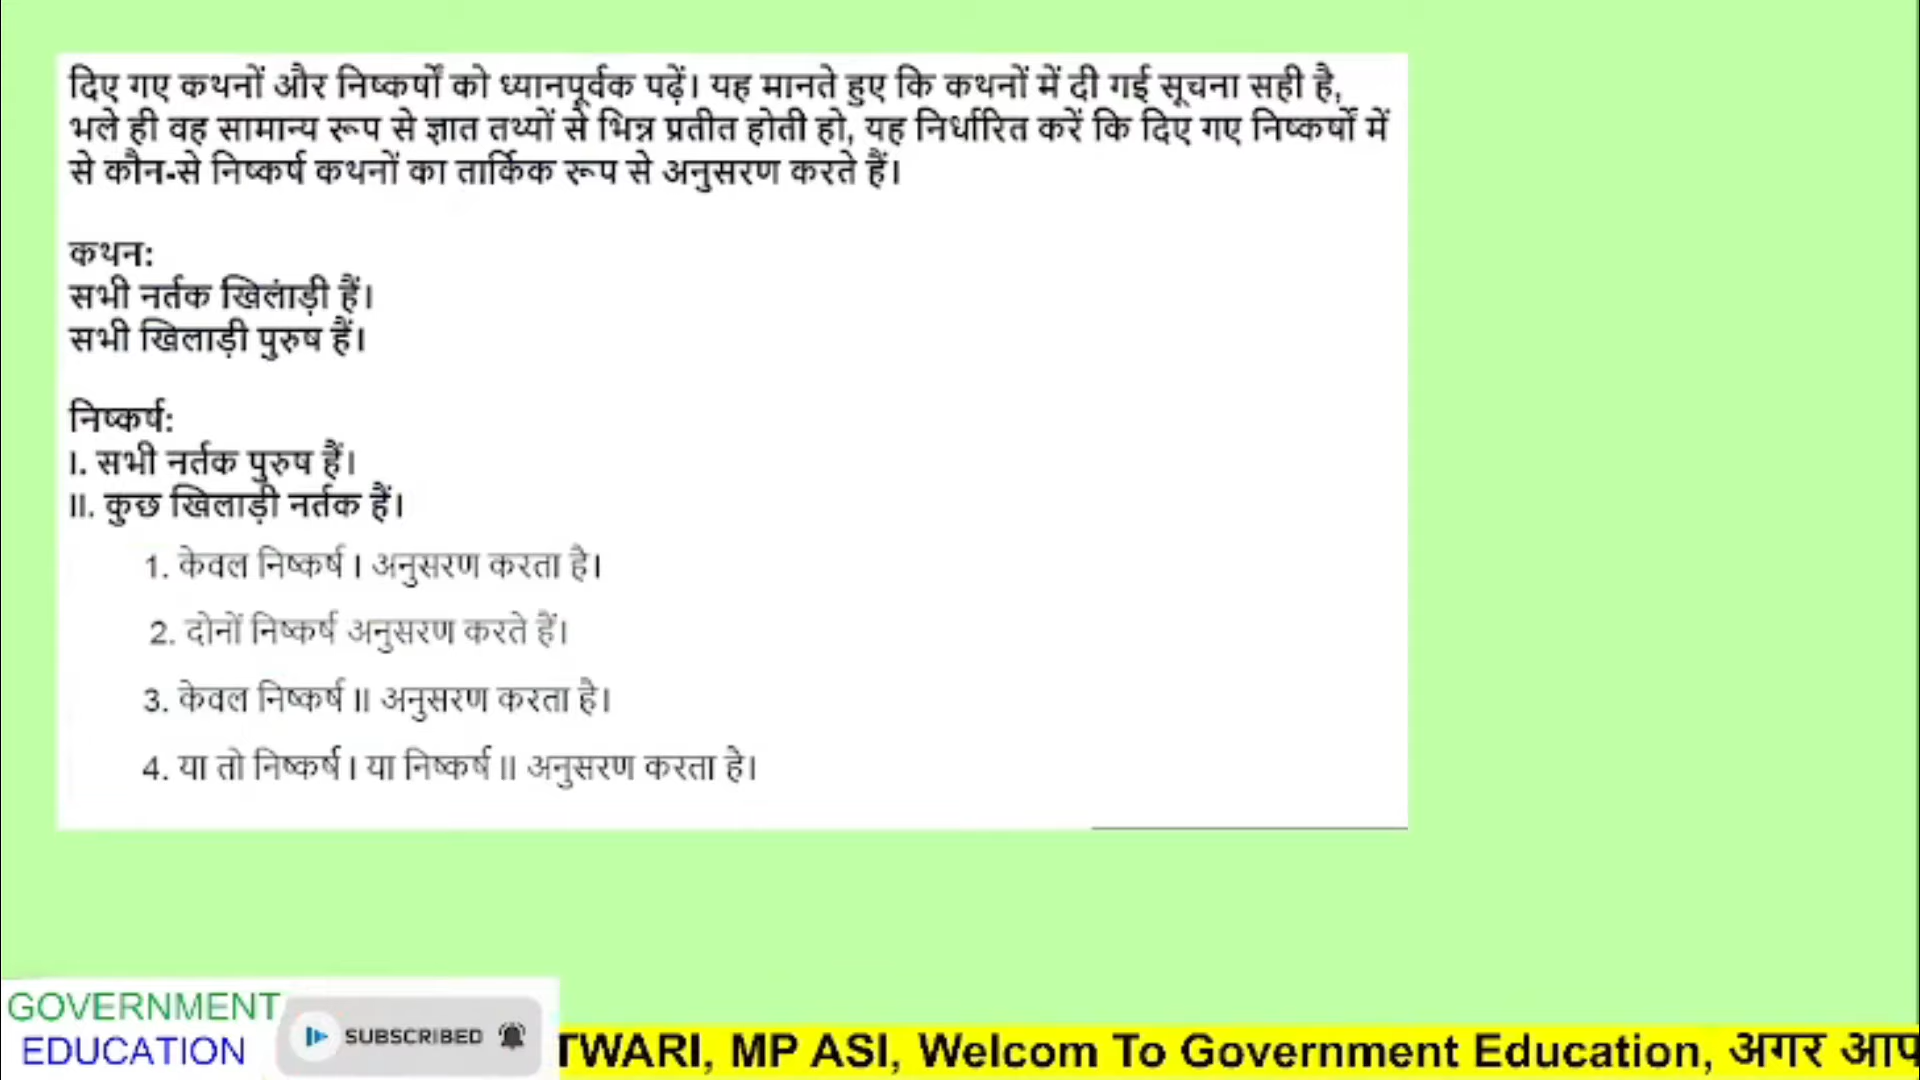 दिए गए कथनों और निष्कर्षों को ध्यानपूर्वक पढ़ें। यह मानते हुए कि कथनों में दी गई सूचना सही है,
भले ही वह सामान्य रूप से ज्ञात तथ्यों से भिन्न प्रतीत होती हो, यह निर्धारित करें कि दिए गए निष्कर्षों में
से कौन-से निष्कर्ष कथनों का तार्किक रूप से अनुसरण करते हैं।
कथन:
सभी नर्तक खिलाड़ी हैं।
सभी खिलाड़ी पुरुष हैं।
निष्कर्ष:
I. सभी नर्तक पुरुष हैं।
II. कुछ खिलाड़ी नर्तक हैं।
1. केवल निष्कर्ष I अनुसरण करता है।
2. दोनों निष्कर्ष अनुसरण करते हैं।
3. केवल निष्कर्ष II अनुसरण करता है।
4. या तो निष्कर्ष I या निष्कर्ष II अनुसरण करता है।
GOVERNMENT
EDUCATION
SUBSCRIBED
TWARI, MP ASI, Welcom To Government Education, अगर आप